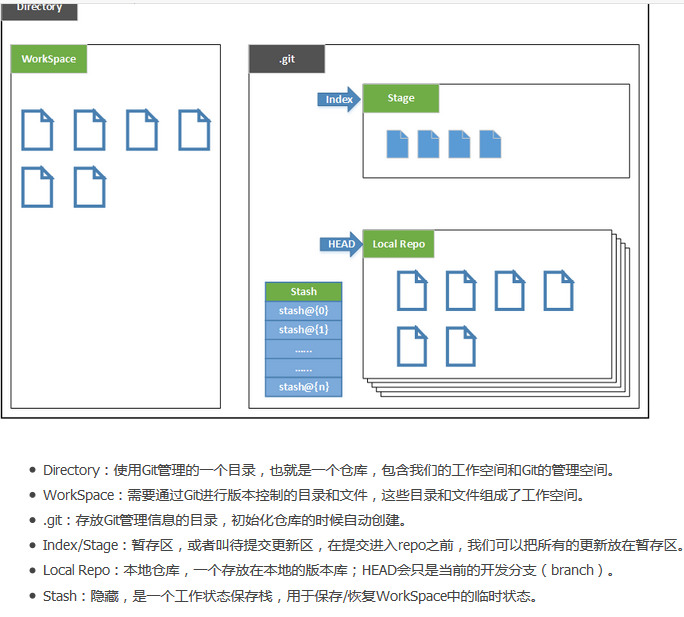 Directory
WorkSpace
.git
Index
Stage
HEAD
Local Repo
Stash
stash@{0}
stash@{1}
......
......
stash@{n}
Directory：使用Git管理的一个目录，也就是一个仓库，包含我们的工作空间和Git的管理空间。
WorkSpace：需要通过Git进行版本控制的目录和文件，这些目录和文件组成了工作空间。
.git：存放Git管理信息的目录，初始化仓库的时候自动创建。
Index/Stage：暂存区，或者叫待提交更新区，在提交进入repo之前，我们可以把所有的更新放在暂存区。
Local Repo：本地仓库，一个存放在本地的版本库；HEAD会只是当前的开发分支（branch）。
Stash：隐藏，是一个工作状态保存栈，用于保存/恢复WorkSpace中的临时状态。